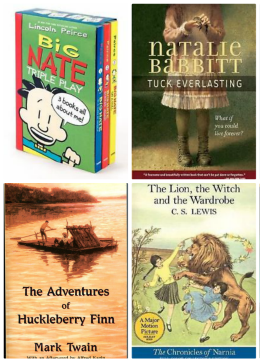 Lincoln Peirce
BIG
NATE
TRIPLE PLAY
3 books all
about me!
NATALIE
BABBITT
TUCK EVERLASTING
What if
you could
live forever?
The Adventures
of
Huckleberry Finn
Mark Twain
The Lion, the Witch
and the Wardrobe
C. S. LEWIS
A Major
Motion
Picture
The Chronicles of Narnia